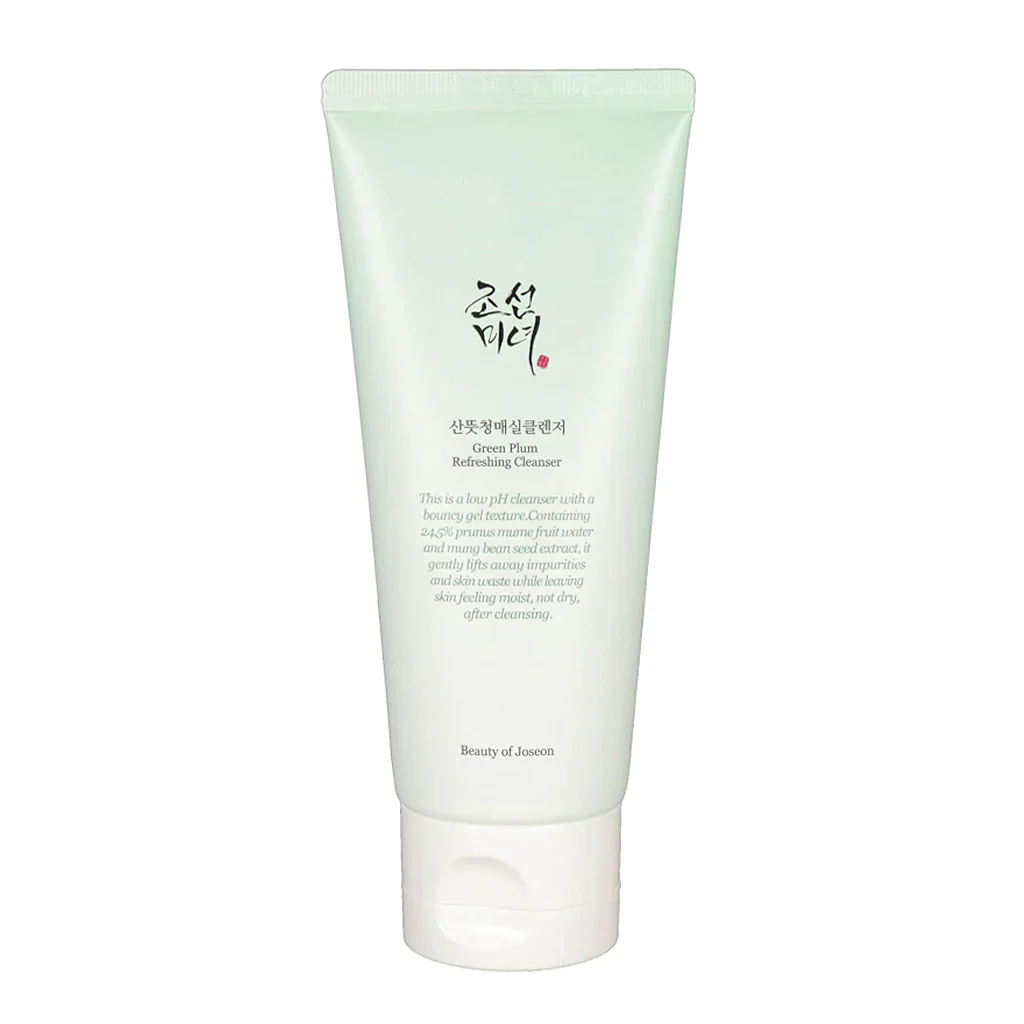 조선
미녀
산뜻청매실클렌저
Green Plum
Refreshing Cleanser
This is a low pH cleanser with a
bouncy gel texture.Containing
24.5% prunus mume fruit water
and mung bean seed extract, it
gently lifts away impurities
and skin waste while leaving
skin feeling moist, not dry,
after cleansing.
Beauty of Joseon